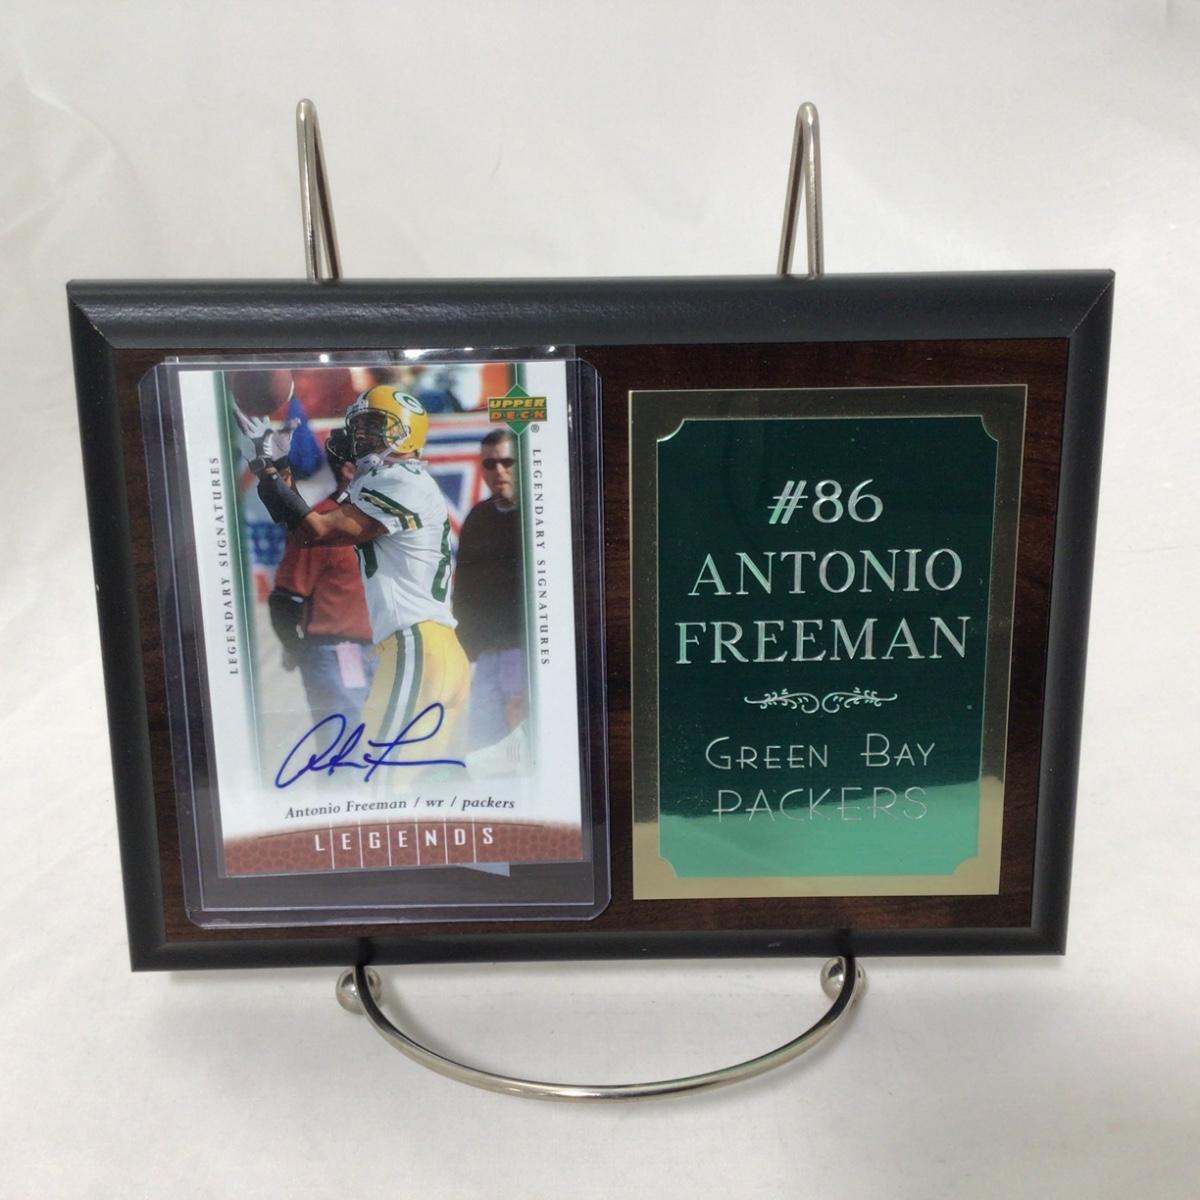 UPPER
DECK
®
LEGENDARY SIGNATURES
LEGENDARY SIGNATURES
Antonio Freeman / wr / packers
LEGENDS
#86
ANTONIO
FREEMAN
GREEN BAY
PACKERS